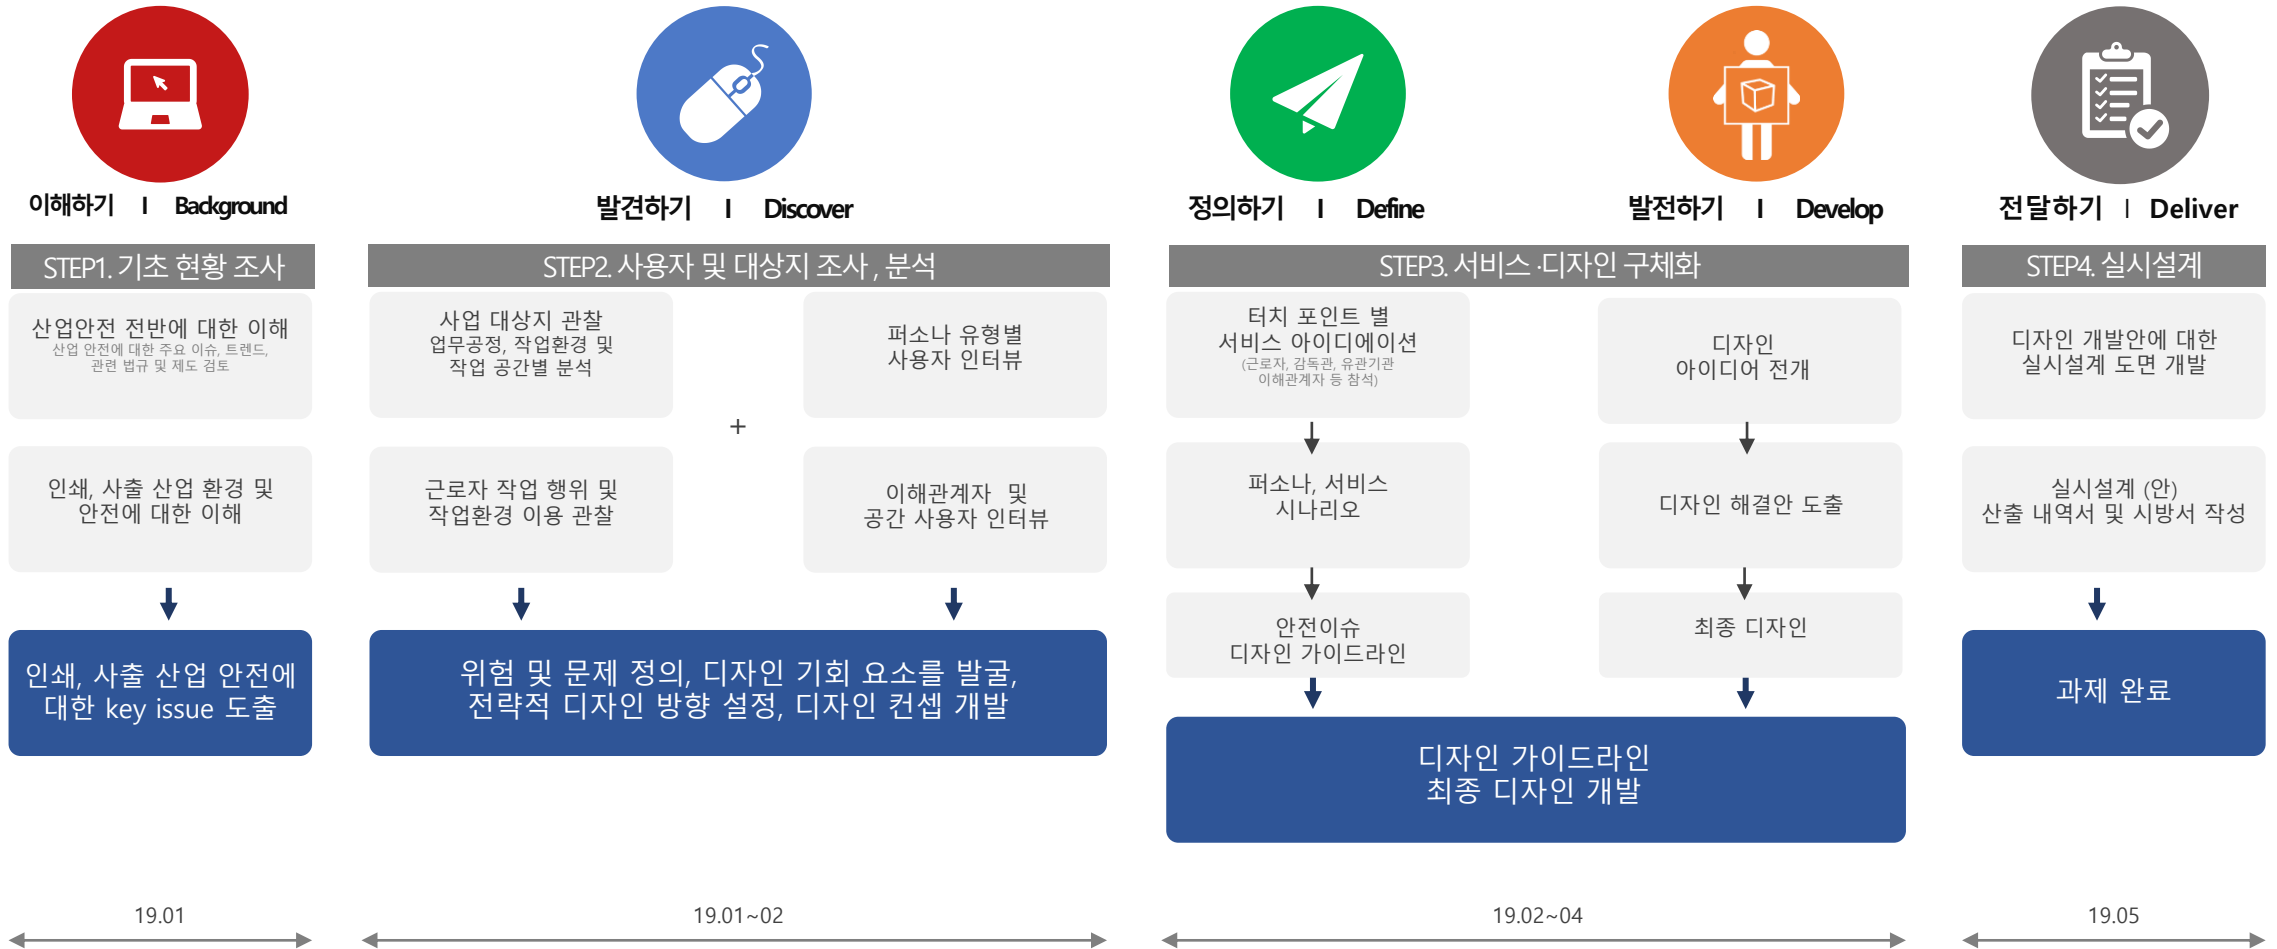 이해하기 I Background
발견하기 I Discover
정의하기 I Define
발전하기 I Develop
전달하기 I Deliver
STEP1. 기초 현황 조사
산업안전 전반에 대한 이해
산업 안전에 대한 주요 이슈, 트렌드,
관련 법규 및 제도 검토
인쇄, 사출 산업 환경 및
안전에 대한 이해
인쇄, 사출 산업 안전에
대한 key issue 도출
STEP2. 사용자 및 대상지 조사 , 분석
사업 대상지 관찰
업무공정, 작업환경 및
작업 공간별 분석
근로자 작업 행위 및
작업환경 이용 관찰
+
퍼소나 유형별
사용자 인터뷰
이해관계자 및
공간 사용자 인터뷰
위험 및 문제 정의, 디자인 기회 요소를 발굴,
전략적 디자인 방향 설정, 디자인 컨셉 개발
STEP3. 서비스 ·디자인 구체화
터치 포인트 별
서비스 아이디에이션
(근로자, 감독관, 유관기관
이해관계자 등 참석)
퍼소나, 서비스
시나리오
안전이슈
디자인 가이드라인
디자인
아이디어 전개
디자인 해결안 도출
최종 디자인
디자인 가이드라인
최종 디자인 개발
STEP4. 실시설계
디자인 개발안에 대한
실시설계 도면 개발
실시설계 (안)
산출 내역서 및 시방서 작성
과제 완료
19.01
19.01~02
19.02~04
19.05